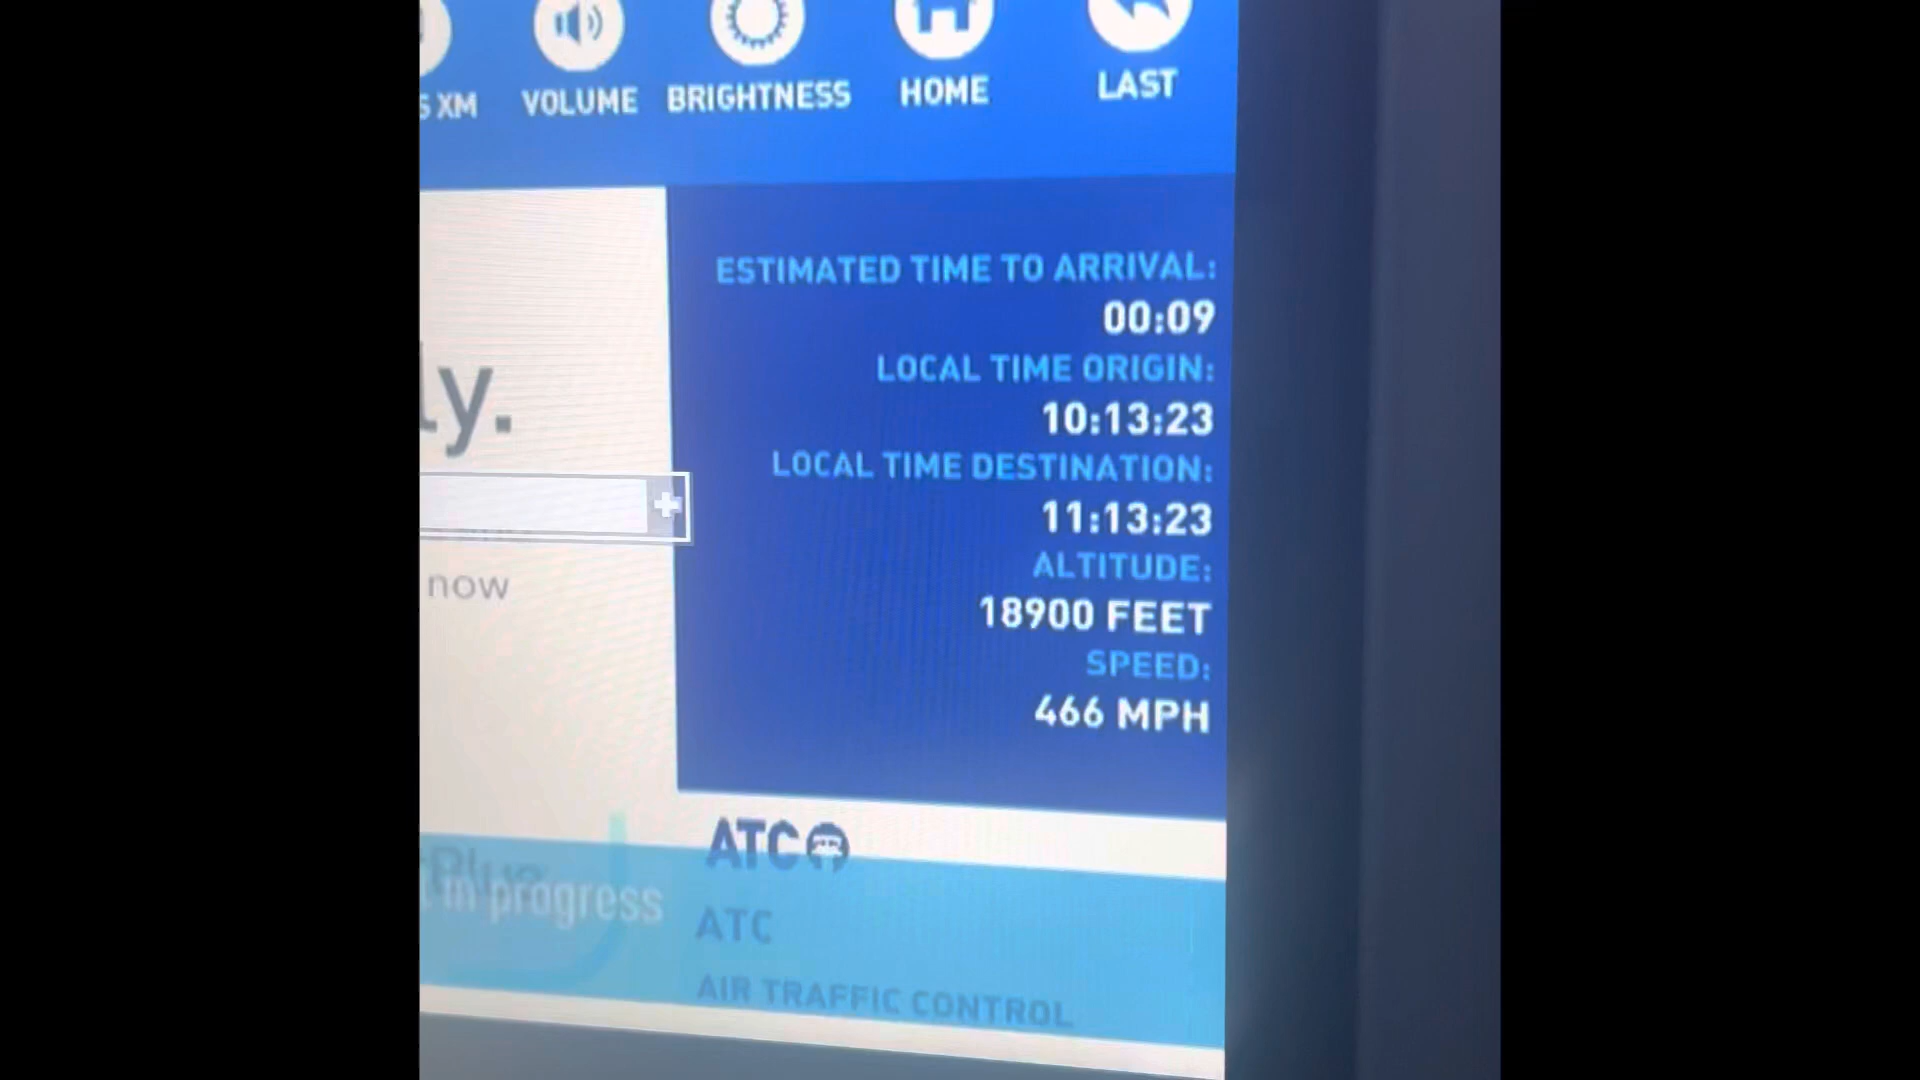 S XM
VOLUME
BRIGHTNESS
HOME
LAST
ly.
now
ESTIMATED TIME TO ARRIVAL:
00:09
LOCAL TIME ORIGIN:
10:13:23
LOCAL TIME DESTINATION:
11:13:23
ALTITUDE:
18900 FEET
SPEED:
466 MPH
ATC
in progress
ATC
AIR TRAFFIC CONTROL